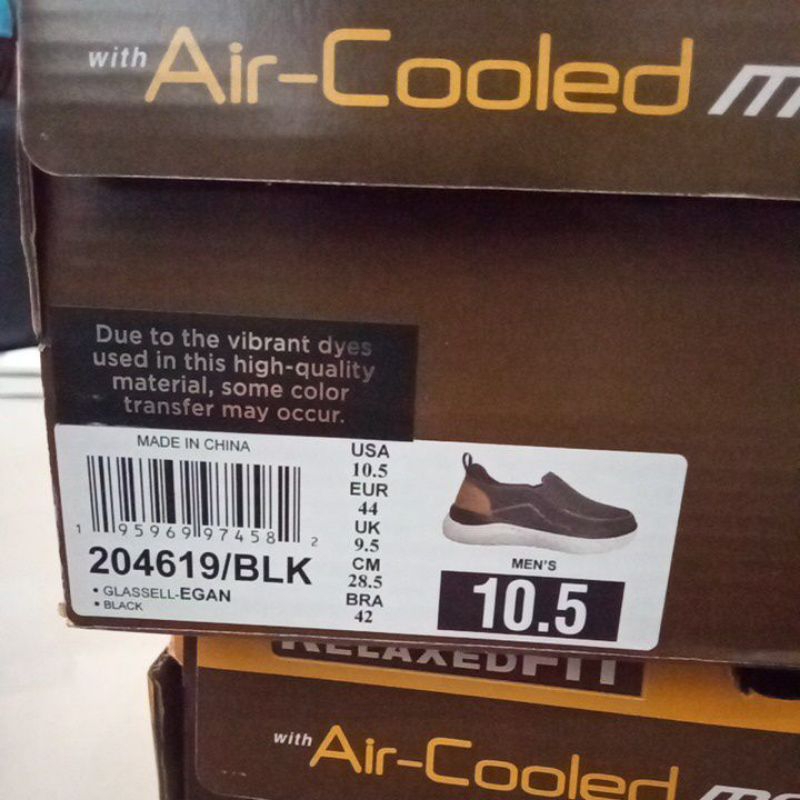 with Air-Cooled
Due to the vibrant dyes
used in this high-quality
material, some color
transfer may occur.
MADE IN CHINA
1 95969 97458 2
204619/BLK
• GLASSELL-EGAN
• BLACK
USA
10.5
EUR
44
UK
9.5
CM
28.5
BRA
42
MEN'S
10.5
RELAXED FIT
with Air-Cooled